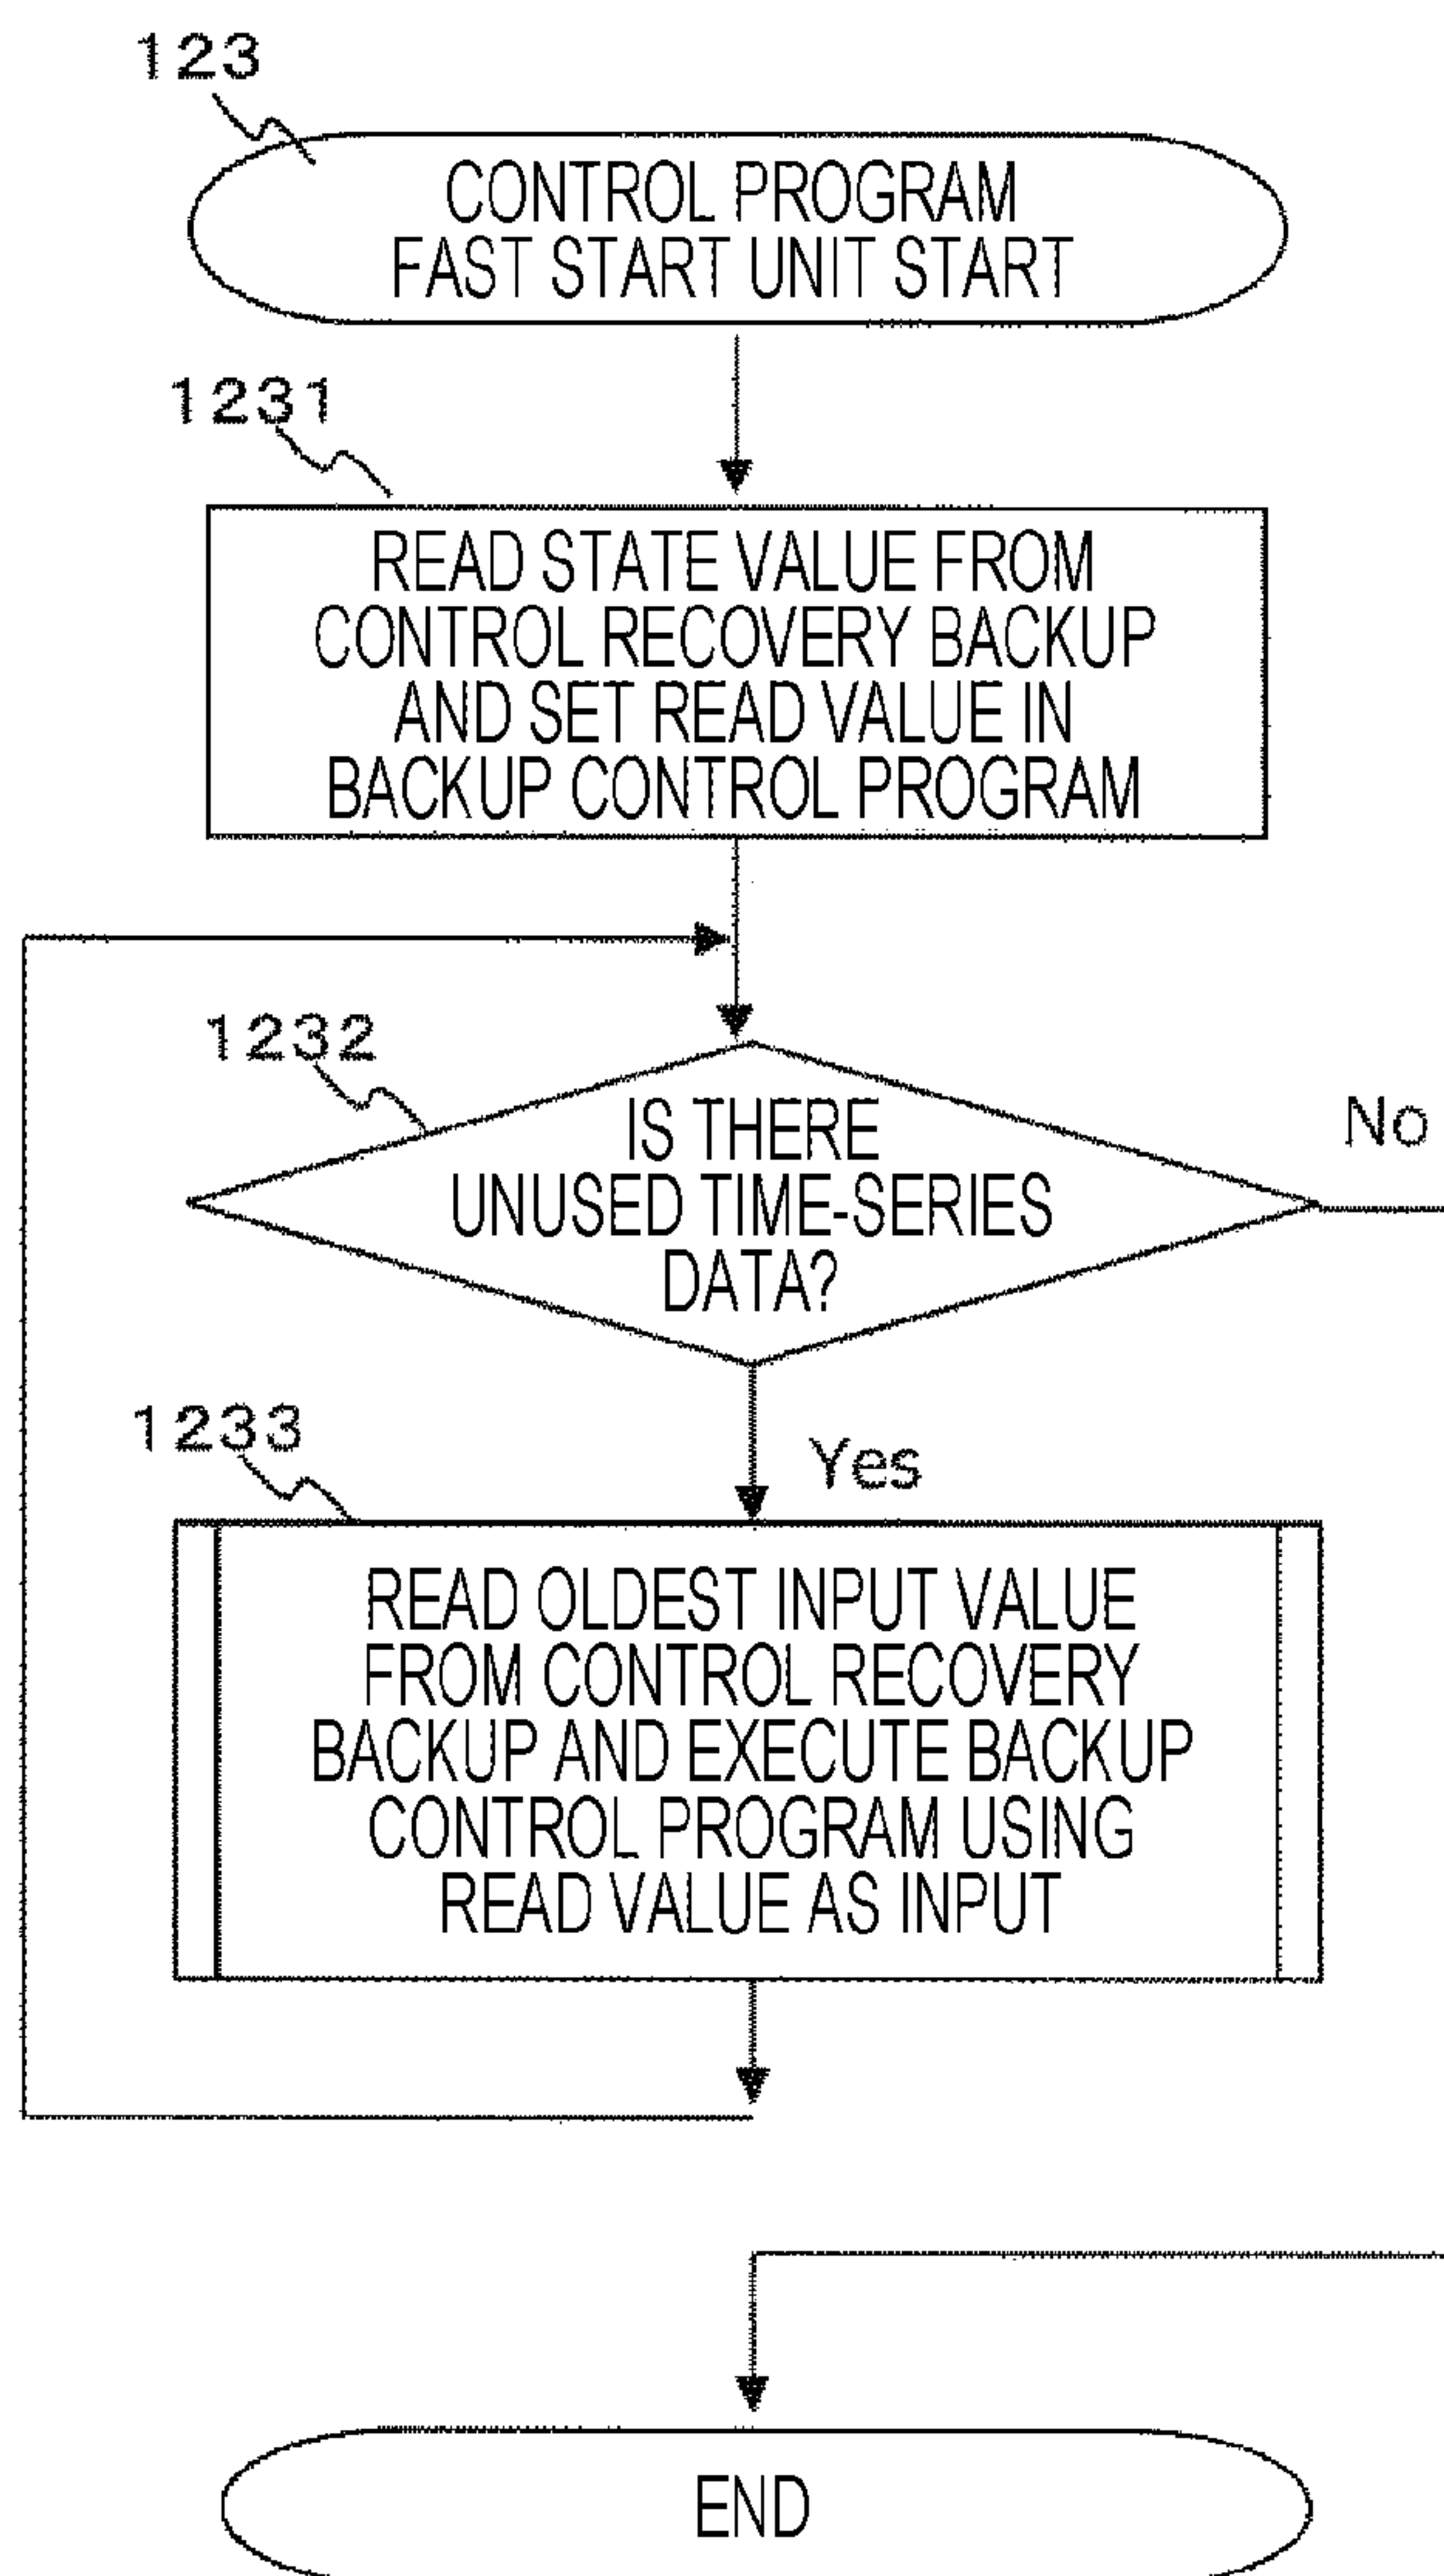 123
CONTROL PROGRAM
FAST START UNIT START
1231
READ STATE VALUE FROM
CONTROL RECOVERY BACKUP
AND SET READ VALUE IN
BACKUP CONTROL PROGRAM
1232
IS THERE
UNUSED TIME-SERIES
DATA?
No
Yes
1233
READ OLDEST INPUT VALUE
FROM CONTROL RECOVERY
BACKUP AND EXECUTE BACKUP
CONTROL PROGRAM USING
READ VALUE AS INPUT
END